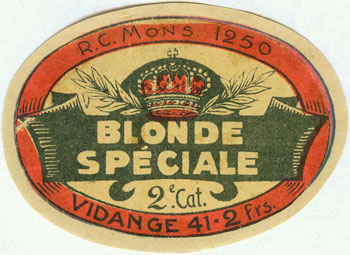 R.C. MONS. 1250
BLONDE
SPÉCIALE
2e Cat.
VIDANGE 41-2 frs.